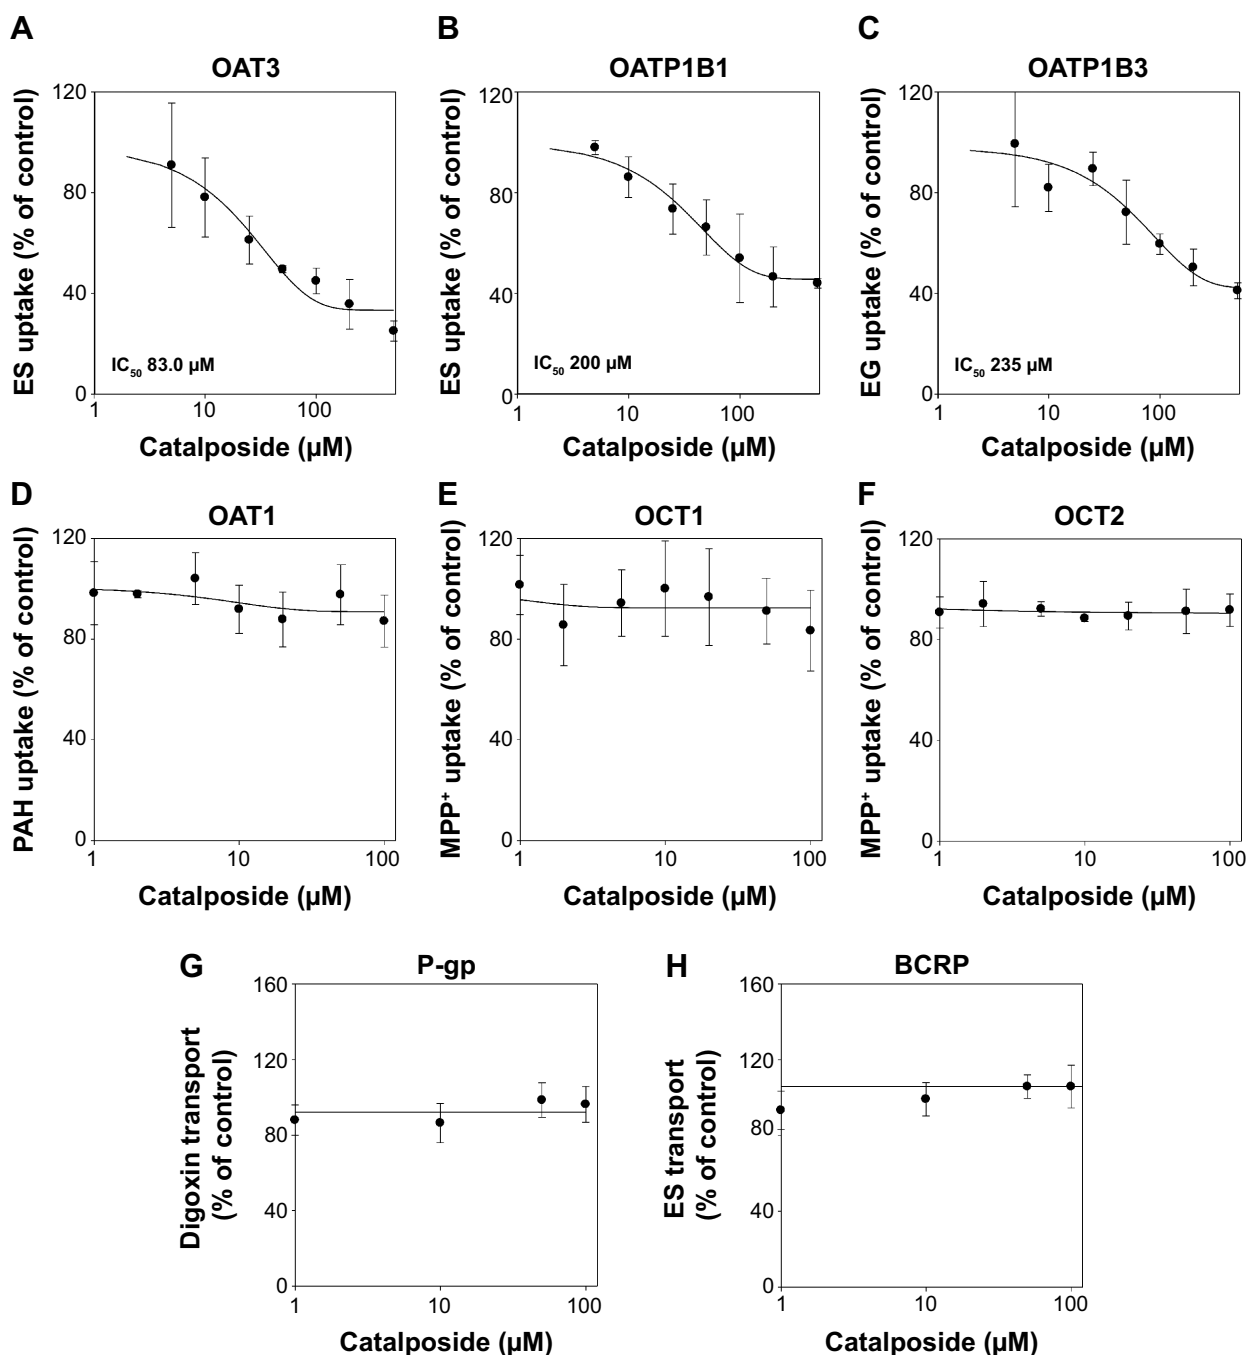 A
OAT3
ES uptake (% of control)
120
80
40
0
IC50 83.0 µM
1 10 100
Catalposide (µM)
B
OATP1B1
ES uptake (% of control)
120
80
40
0
IC50 200 µM
1 10 100
Catalposide (µM)
C
OATP1B3
EG uptake (% of control)
120
80
40
0
IC50 235 µM
1 10 100
Catalposide (µM)
D
OAT1
PAH uptake (% of control)
120
80
40
0
1 10 100
Catalposide (µM)
E
OCT1
MPP+ uptake (% of control)
120
80
40
0
1 10 100
Catalposide (µM)
F
OCT2
MPP+ uptake (% of control)
120
80
40
0
1 10 100
Catalposide (µM)
G
P-gp
Digoxin transport
(% of control)
160
120
80
40
0
1 10 100
Catalposide (µM)
H
BCRP
ES transport
(% of control)
160
120
80
40
0
1 10 100
Catalposide (µM)